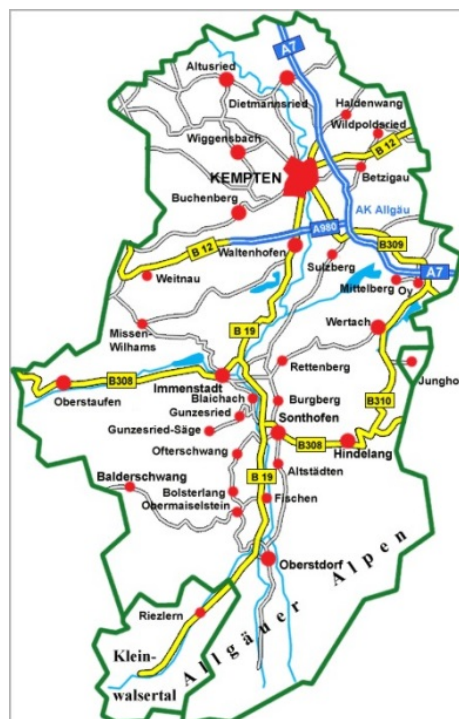 A7
Altusried
Dietmannsried
Haldenwang
Wildpoldsried
Wiggensbach
B 12
KEMPTEN
Betzigau
Buchenberg
AK Allgäu
A980
B 12
Waltenhofen
B309
Sulzberg
A7
Weitnau
Mittelberg
Oy
Missen-
Wilhams
B 19
Wertach
Rettenberg
Jungho
B308
Immenstadt
Oberstaufen
Blaichach
Burgberg
B310
Gunzesried
Gunzesried-Säge
Sonthofen
B308
Hindelang
Ofterschwang
Altstädten
Balderschwang
B 19
Bolsterlang
Fischen
Obermaiselstein
Oberstdorf
Allgäuer Alpen
Riezlern
Klein-
walsertal